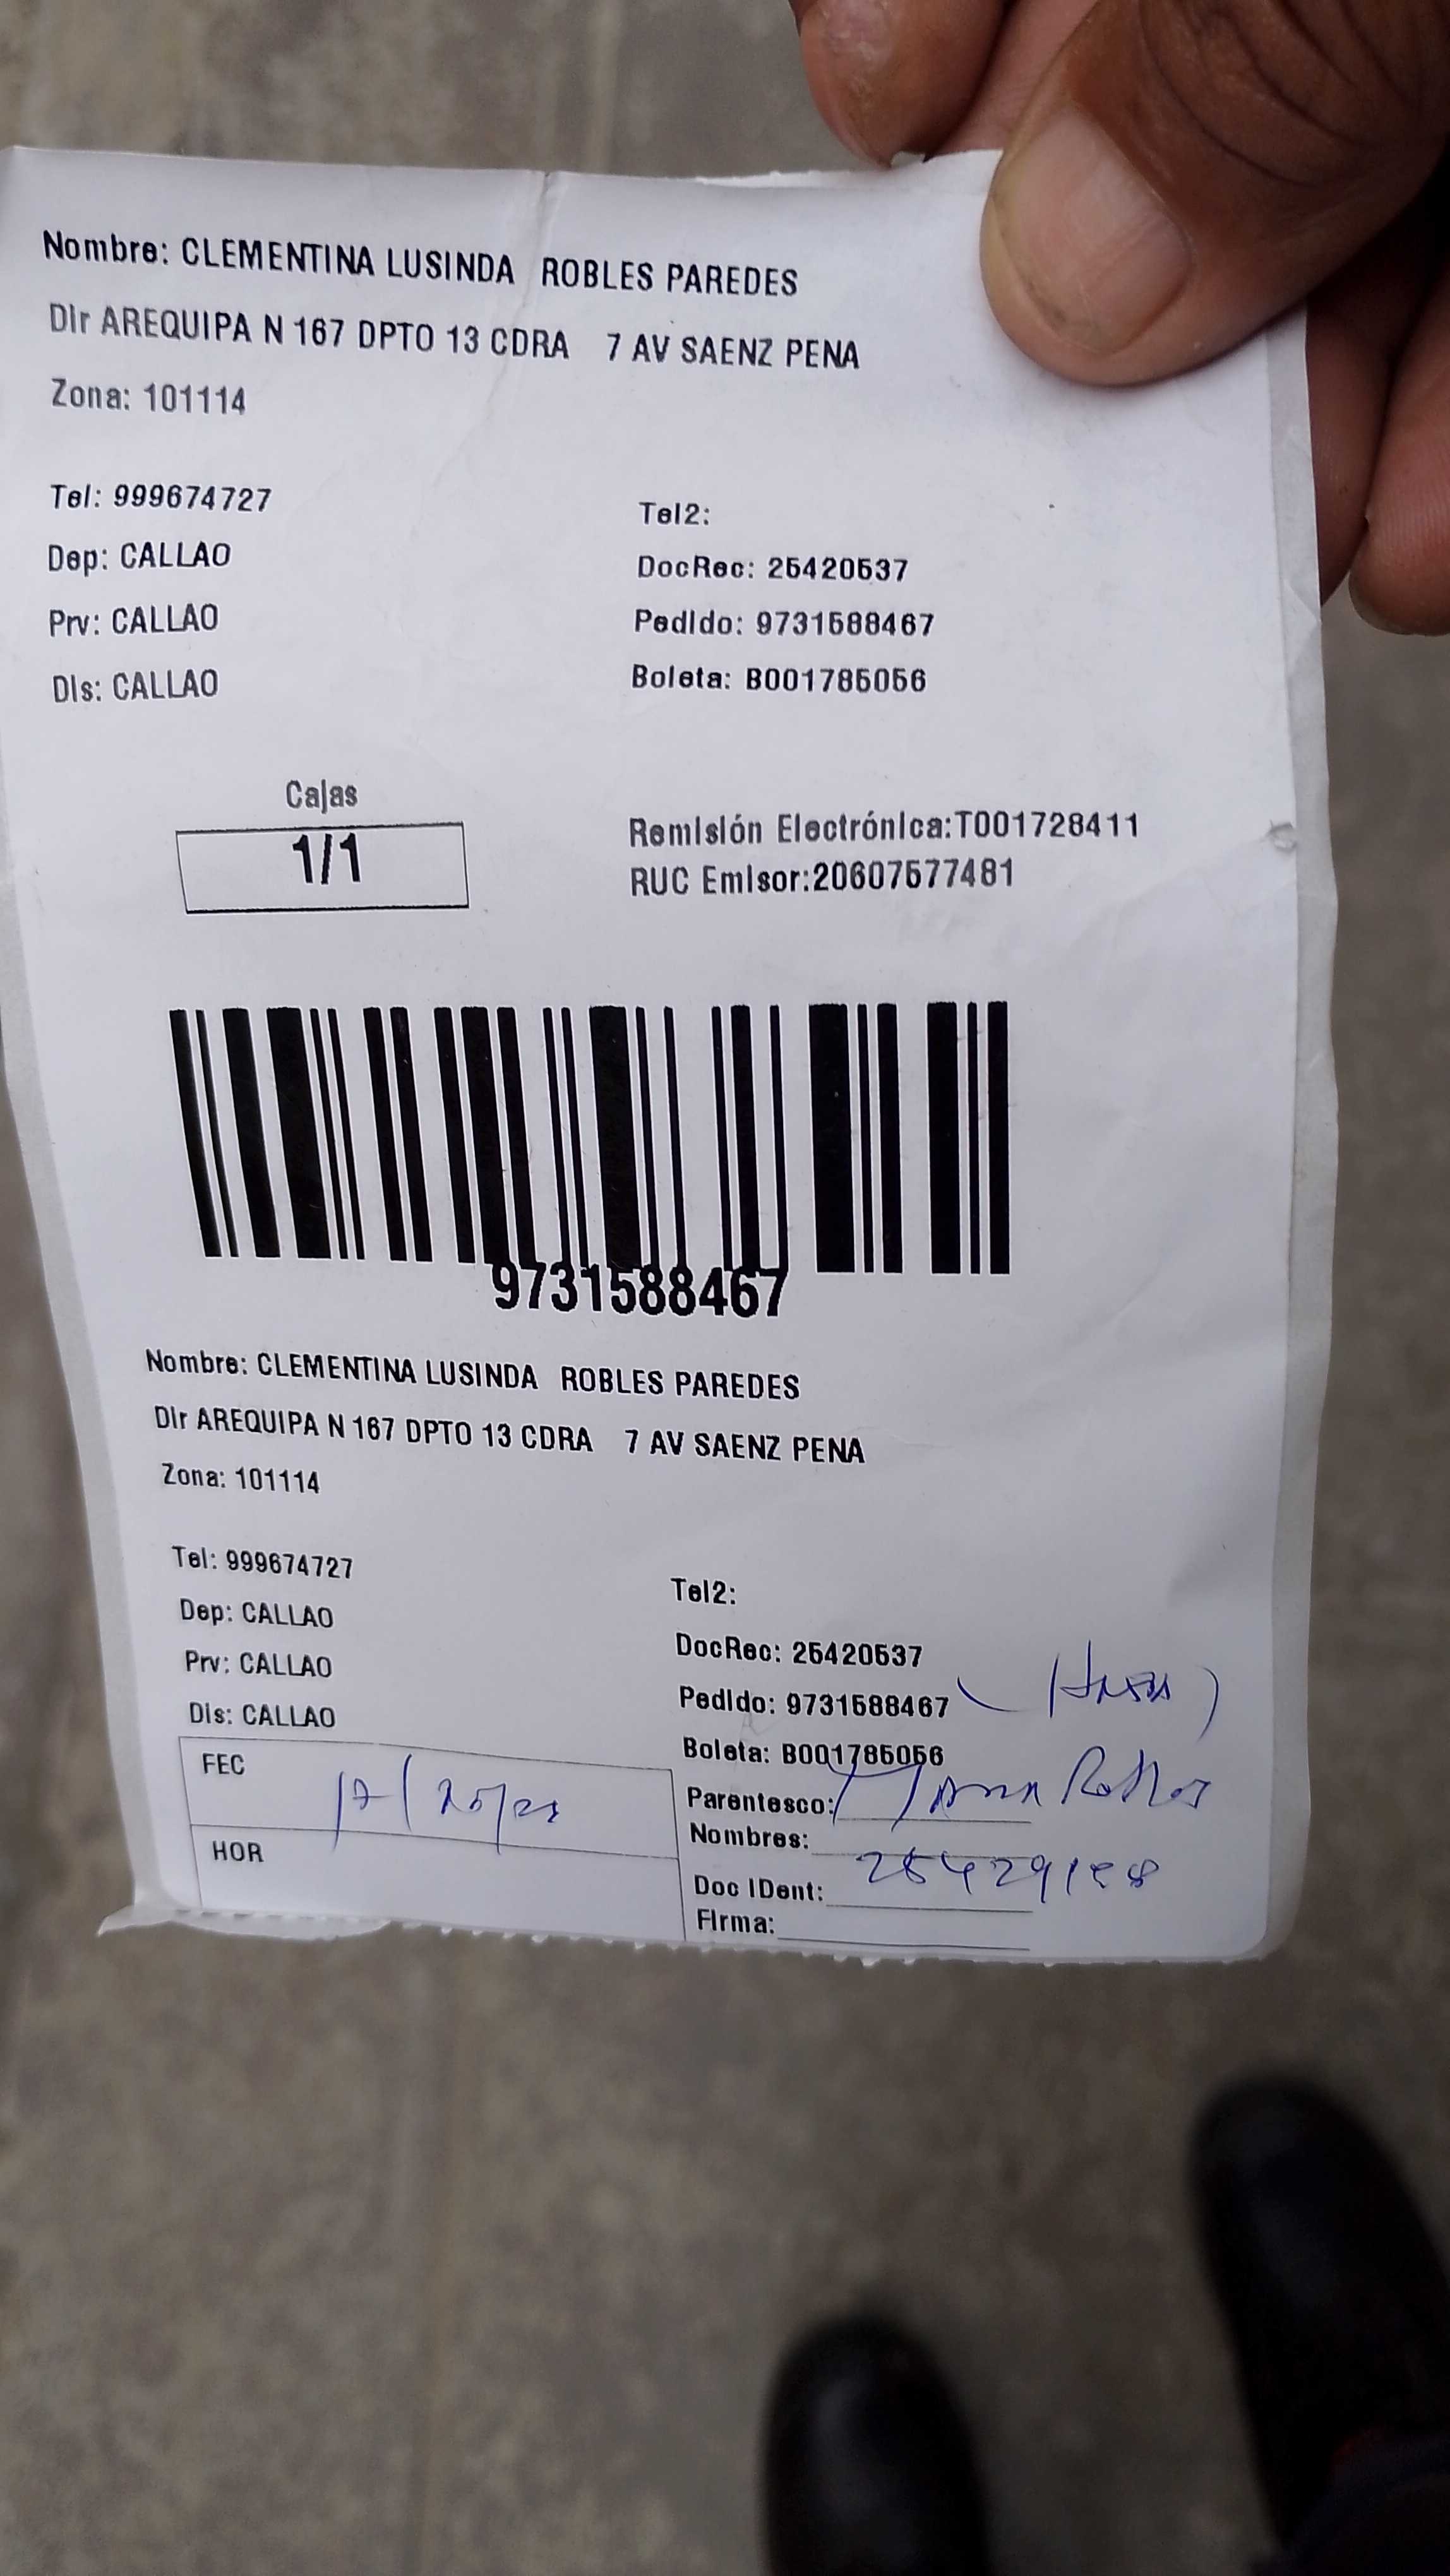 Nombre: CLEMENTINA LUSINDA ROBLES PAREDES
Dir AREQUIPA N 167 DPTO 13 CDRA 7 AV SAENZ PENA
Zona: 101114
Tel: 999674727
Tel2:
Dep: CALLAO
DocRec: 25420537
Prv: CALLAO
Pedido: 9731588467
Dis: CALLAO
Boleta: B001785056
Cajas
1/1
Remisión Electrónica:T001728411
RUC Emisor:20607577481
9731588467
Nombre: CLEMENTINA LUSINDA ROBLES PAREDES
Dir AREQUIPA N 167 DPTO 13 CDRA 7 AV SAENZ PENA
Zona: 101114
Tel: 999674727
Tel2:
Dep: CALLAO
DocRec: 25420537
Prv: CALLAO
Pedido: 9731588467
Dis: CALLAO
Boleta: B001785056
FEC
Parentesco:
Nombres:
HOR
Doc IDent:
Firma: